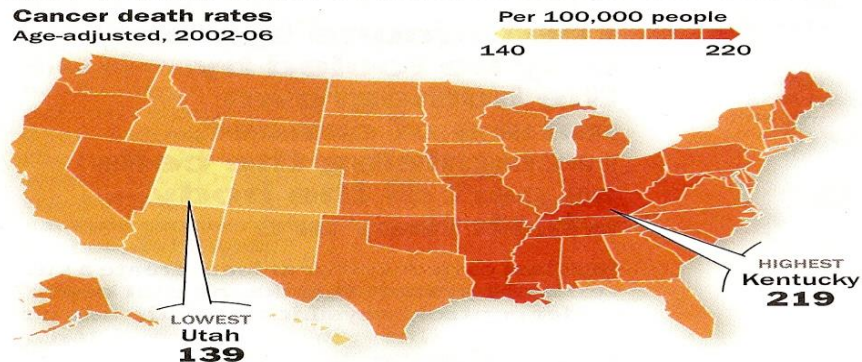 Cancer death rates
Age-adjusted, 2002-06
Per 100,000 people
140 220
LOWEST
Utah
139
HIGHEST
Kentucky
219